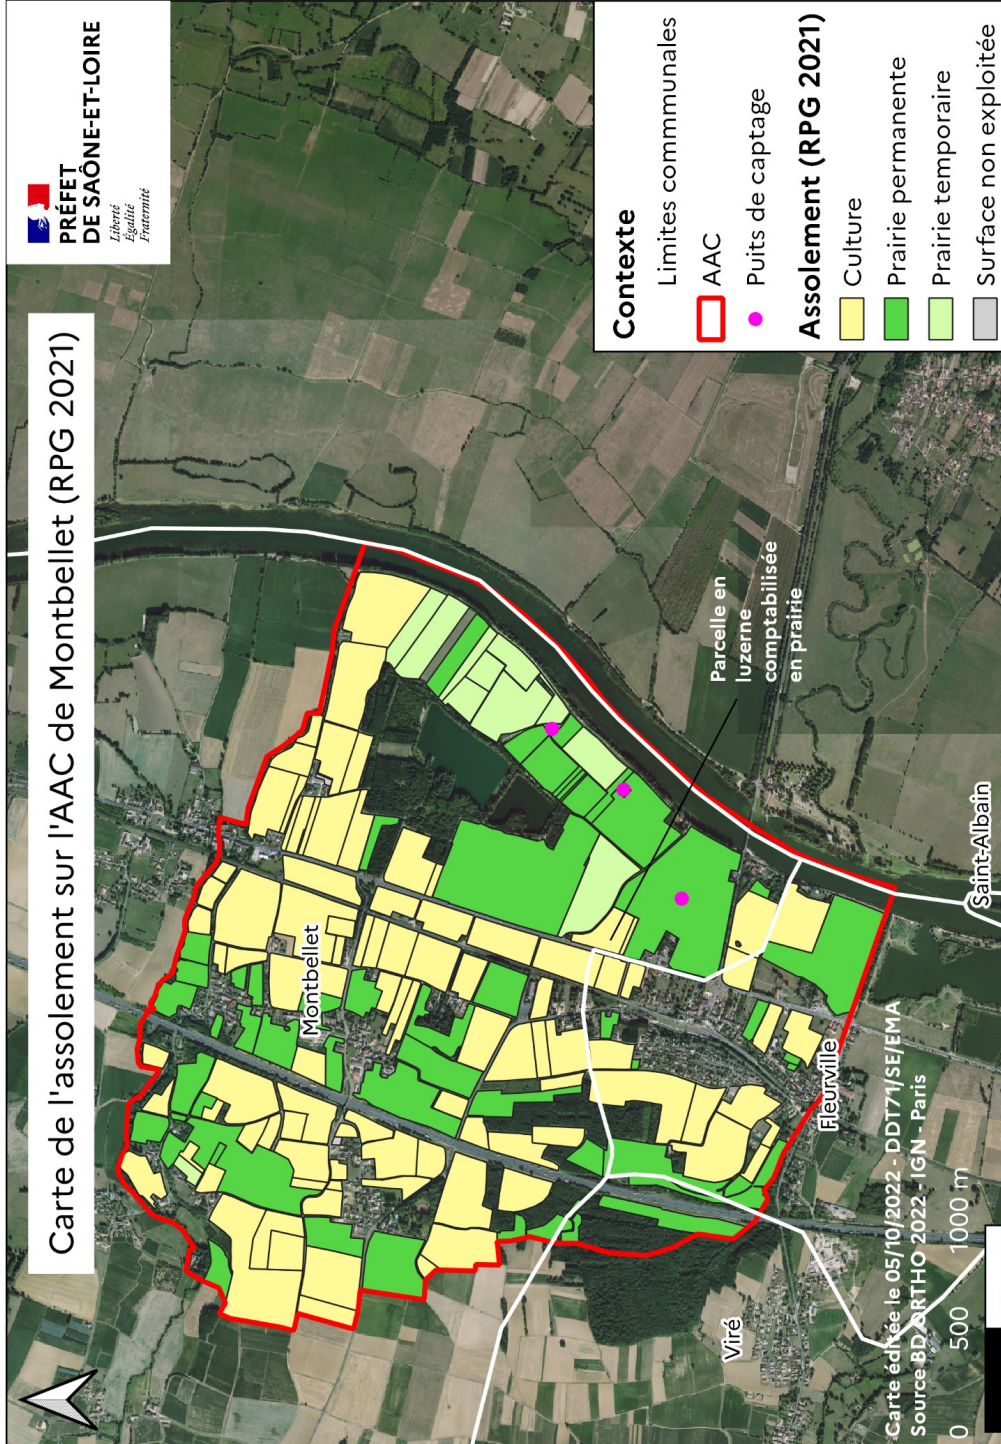 PRÉFET
DE SAÔNE-ET-LOIRE
Liberté
Égalité
Fraternité
Carte de l'assolement sur l'AAC de Montbellet (RPG 2021)
Montbellet
Parcelle en
luzerne
comptabilisée
en prairie
Saint-Albain
Fleurville
Viré
Contexte
Limites communales
AAC
Puits de captage
Assolement (RPG 2021)
Culture
Prairie permanente
Prairie temporaire
Surface non exploitée
Carte éditée le 05/10/2022 - DDT71/SE/EMA
Source BD ORTHO 2022 - IGN - Paris
0 500 1000 m